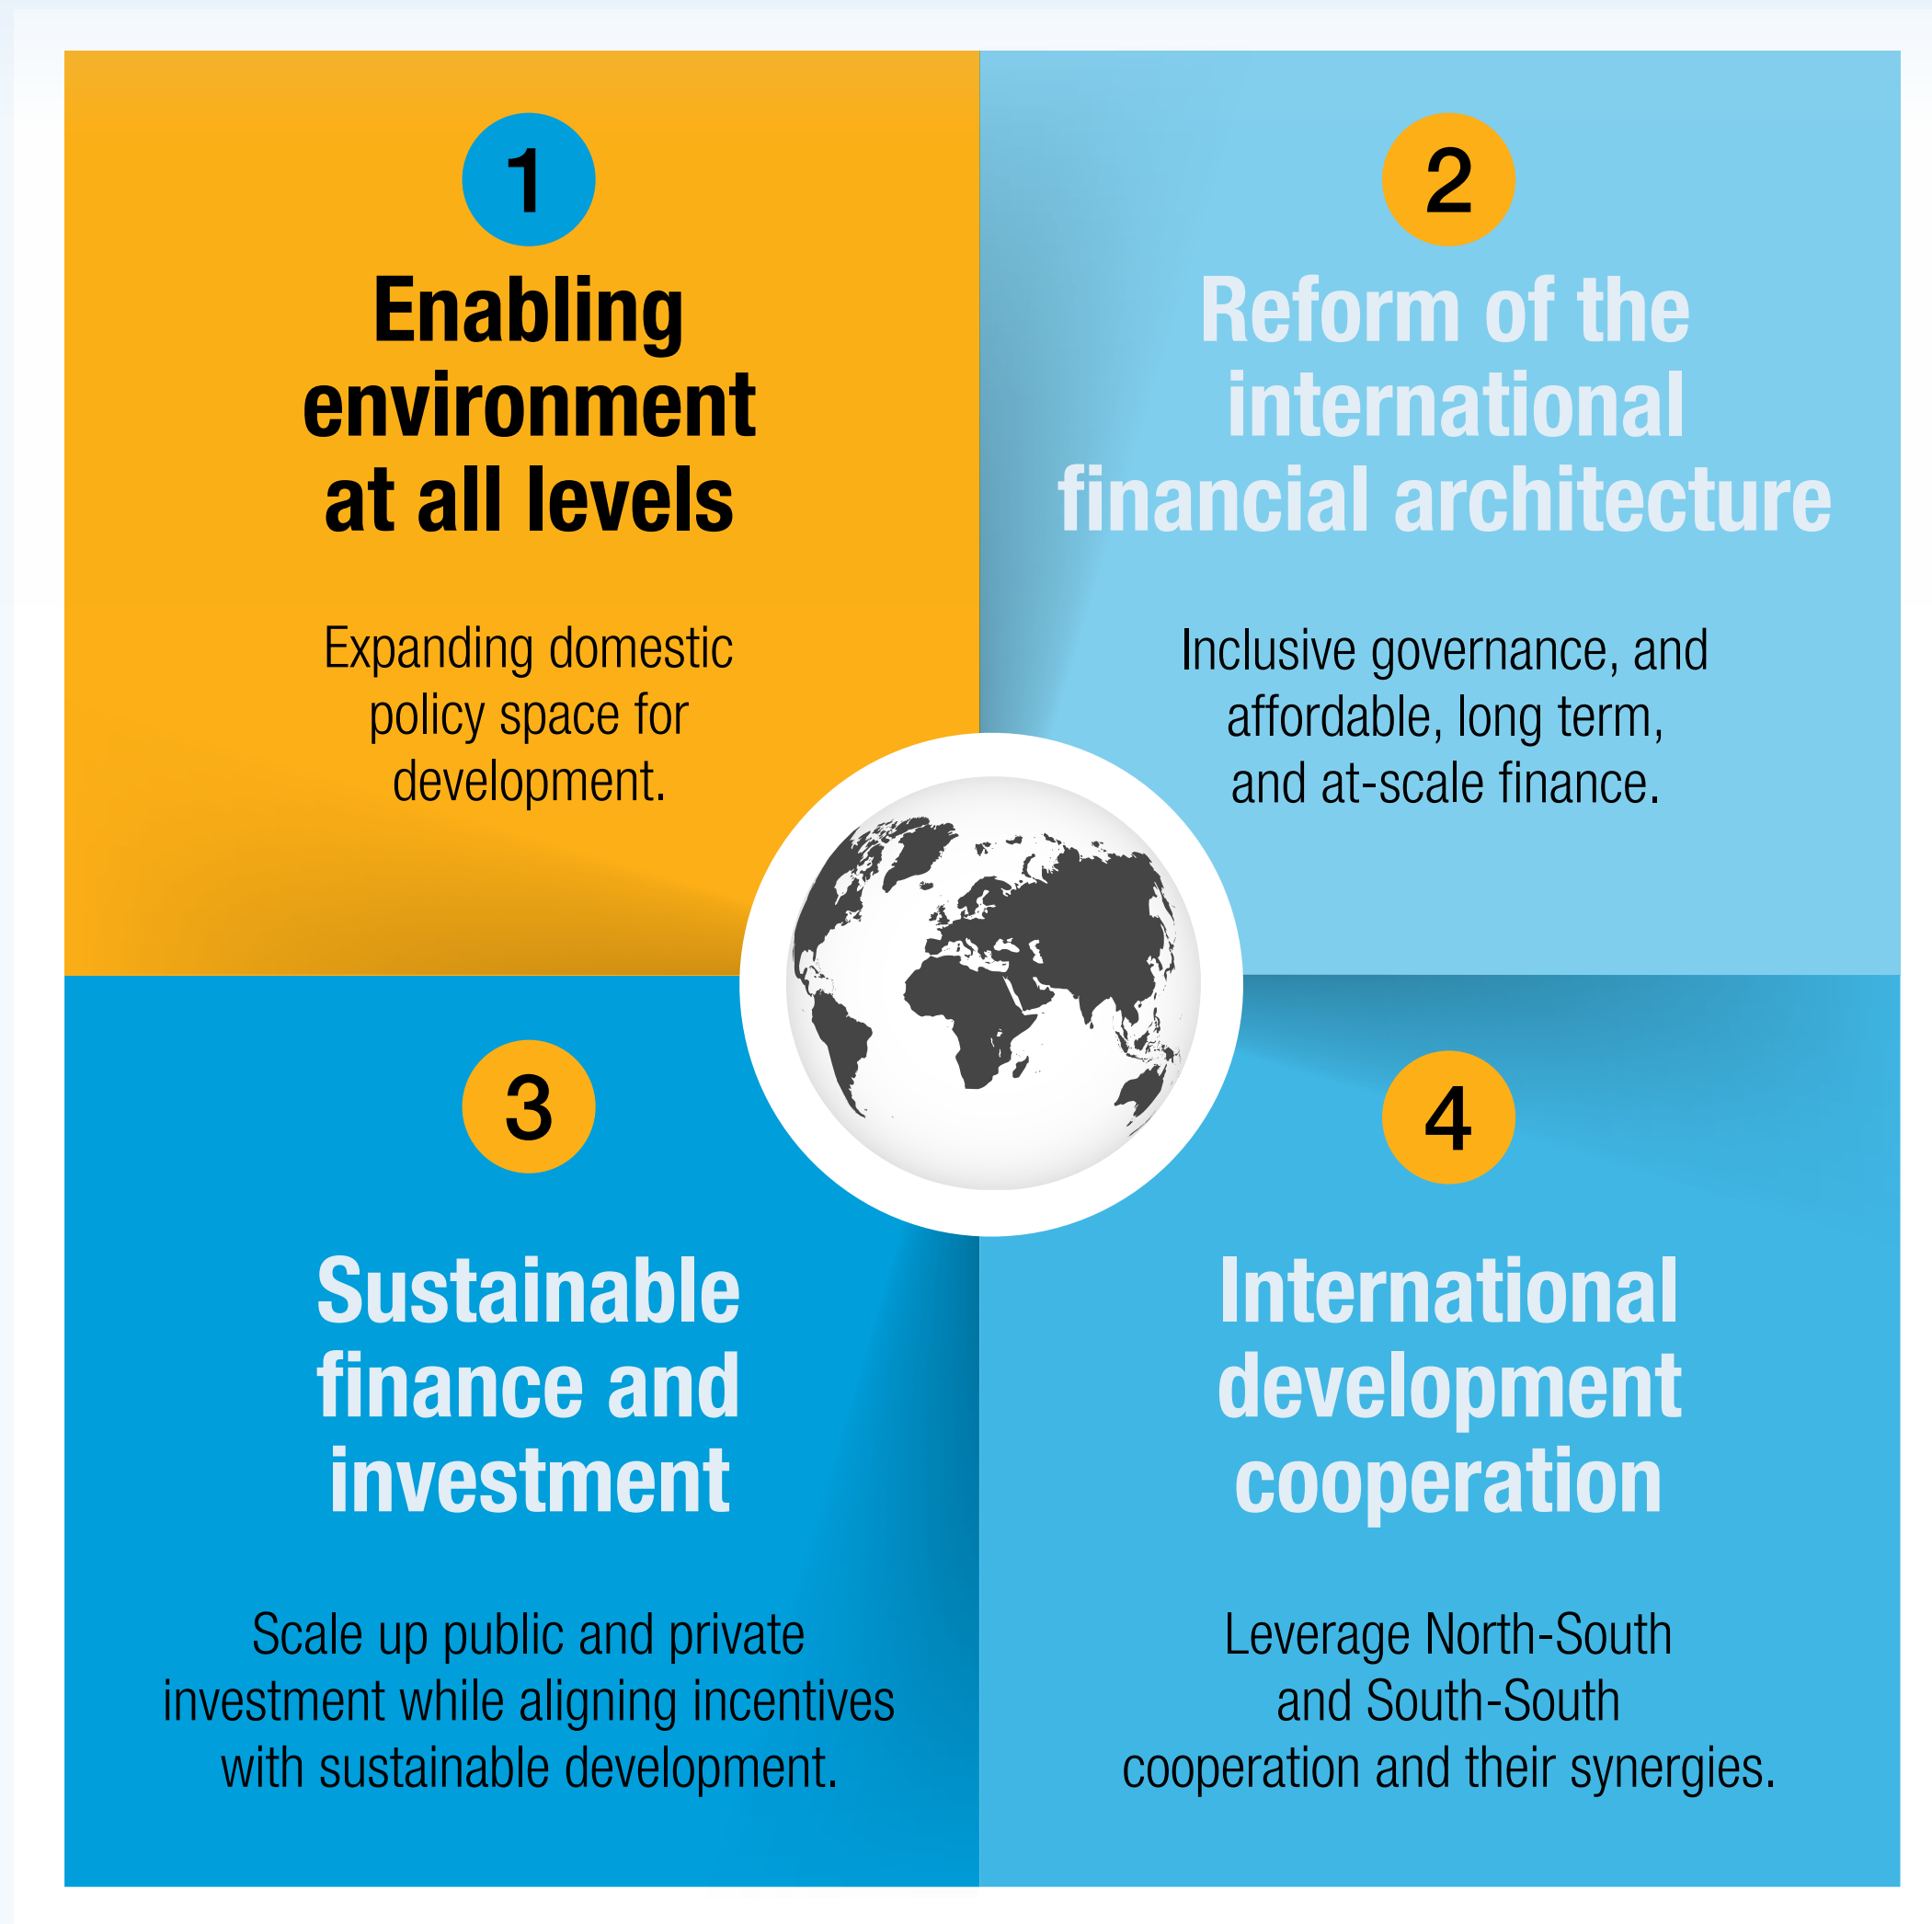 1
Enabling
environment
at all levels
Expanding domestic
policy space for
development.
2
Reform of the
international
financial architecture
Inclusive governance, and
affordable, long term,
and at-scale finance.
3
Sustainable
finance and
investment
Scale up public and private
investment while aligning incentives
with sustainable development.
4
International
development
cooperation
Leverage North-South
and South-South
cooperation and their synergies.